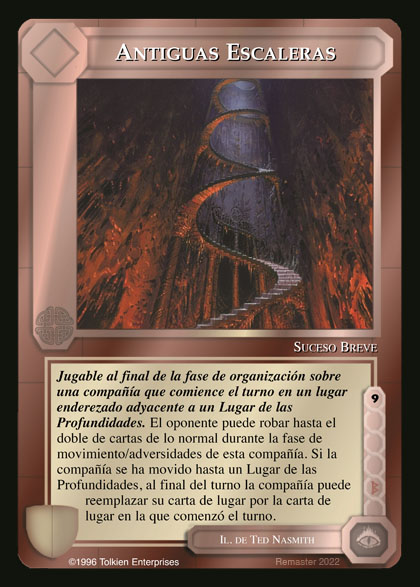 Antiguas Escaleras
Suceso Breve
Jugable al final de la fase de organización sobre
una compañía que comience el turno en un lugar
enderezado adyacente a un Lugar de las
Profundidades. El oponente puede robar hasta el
doble de cartas de lo normal durante la fase de
movimiento/adversidades de esta compañía. Si la
compañía se ha movido hasta un Lugar de las
Profundidades, al final del turno la compañía puede
reemplazar su carta de lugar por la carta de
lugar en la que comenzó el turno.
9
Il. de Ted Nasmith
©1996 Tolkien Enterprises
Remaster 2022